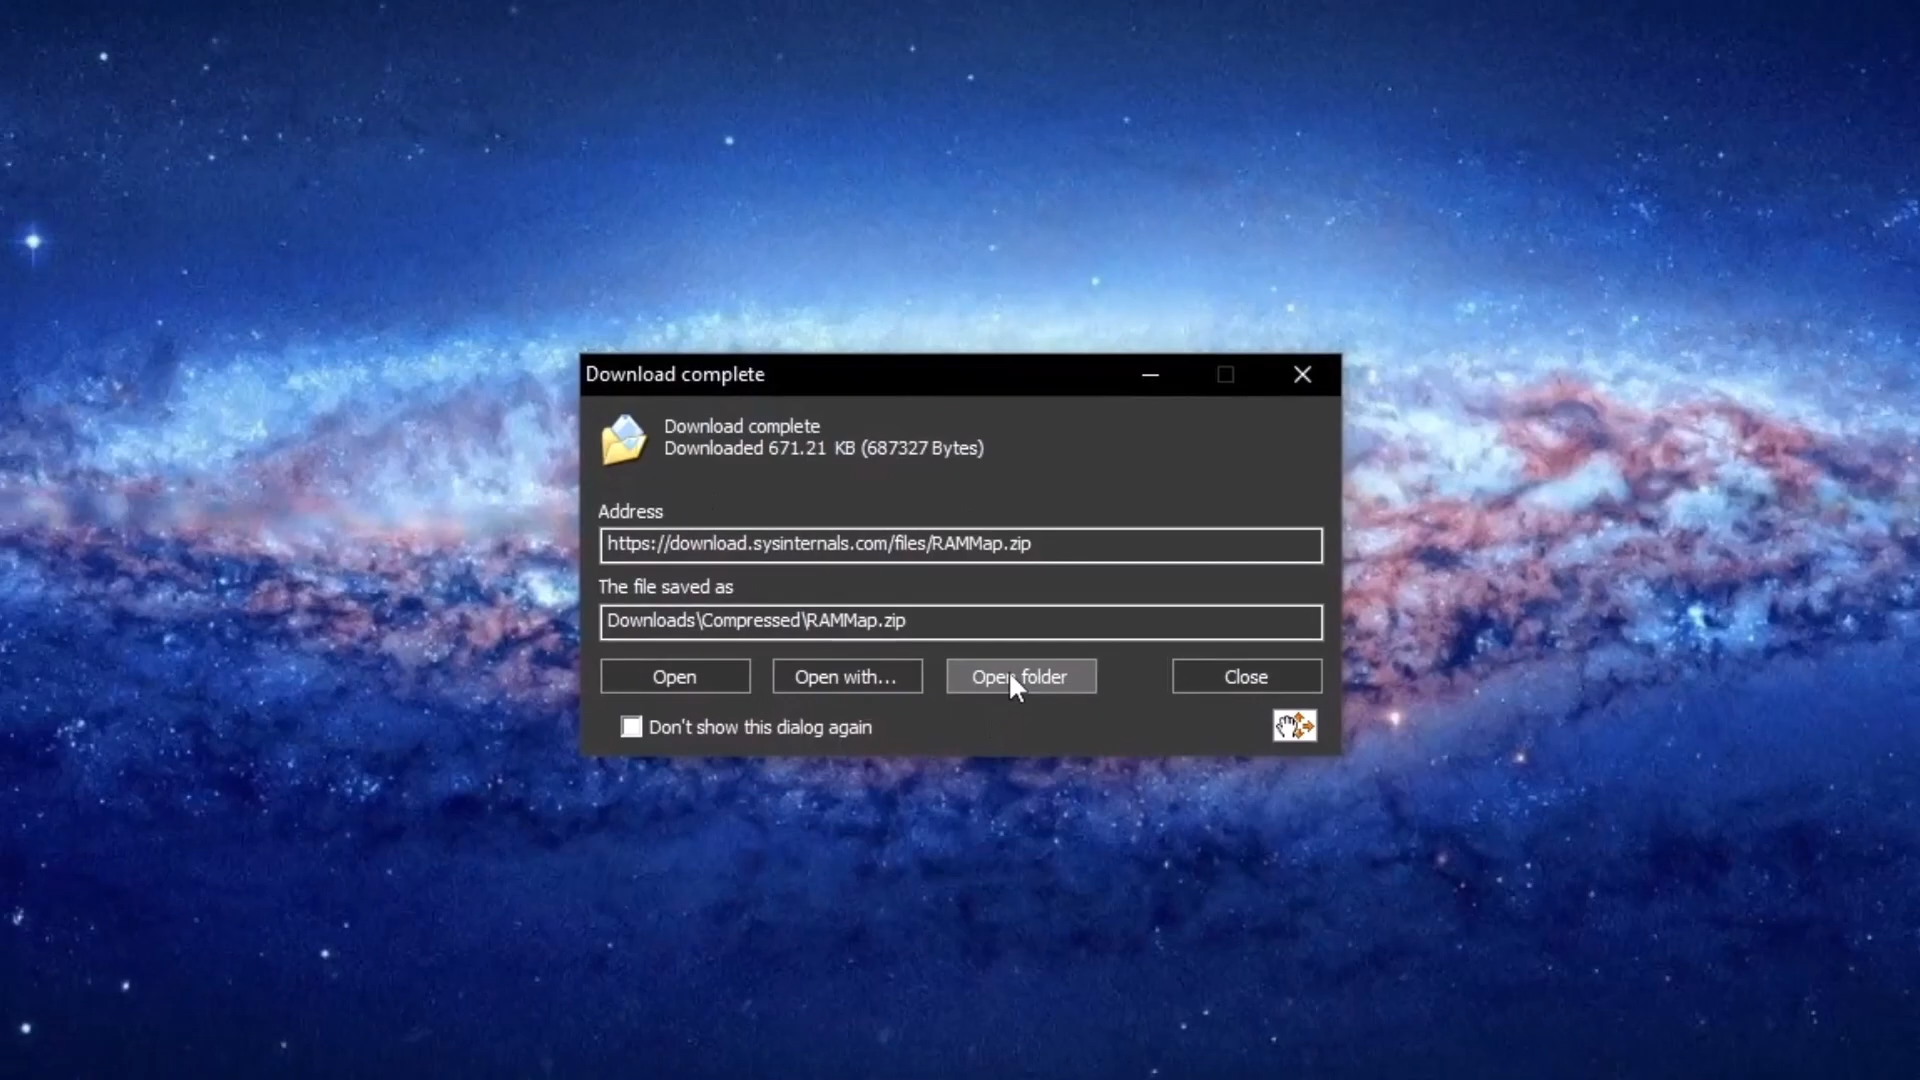 Download complete
Download complete
Downloaded 671.21 KB (687327 Bytes)
Address
https://download.sysinternals.com/files/RAMMap.zip
The file saved as
Downloads\Compressed\RAMMap.zip
Open
Open with...
Open folder
Close
Don't show this dialog again